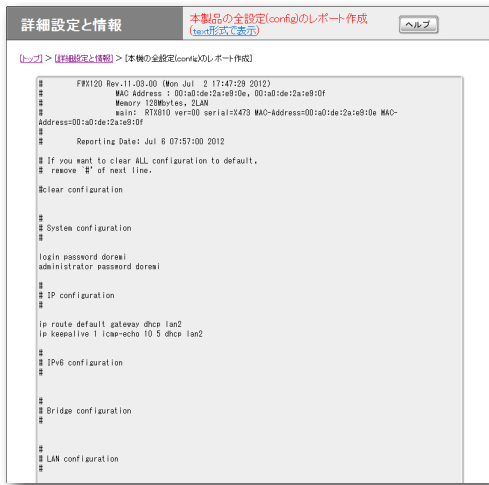 詳細設定と情報
本製品の全設定(config)のレポート作成
(text形式で表示)
ヘルプ
[トップ] > [詳細設定と情報] > [本機の全設定(config)のレポート作成]
# FWX120 Rev.11.03.00 (Mon Jul 2 17:47:29 2012)
# MAC Address : 00:a0:de:2a:e9:0e, 00:a0:de:2a:e9:0f
# Memory 128Mbytes, 2LAN
# main: RTX810 ver=00 serial=X473 MAC-Address=00:a0:de:2a:e9:0e MAC-
Address=00:a0:de:2a:e9:0f
#
# Reporting Date: Jul 6 07:57:00 2012
# If you want to clear ALL configuration to default,
# remove `#' of next line.
#clear configuration
#
# System configuration
#
login password doremi
administrator password doremi
#
# IP configuration
#
ip route default gateway dhcp lan2
ip keepalive 1 icmp-echo 10 5 dhcp lan2
#
# IPv6 configuration
#
#
# Bridge configuration
#
#
# LAN configuration
#